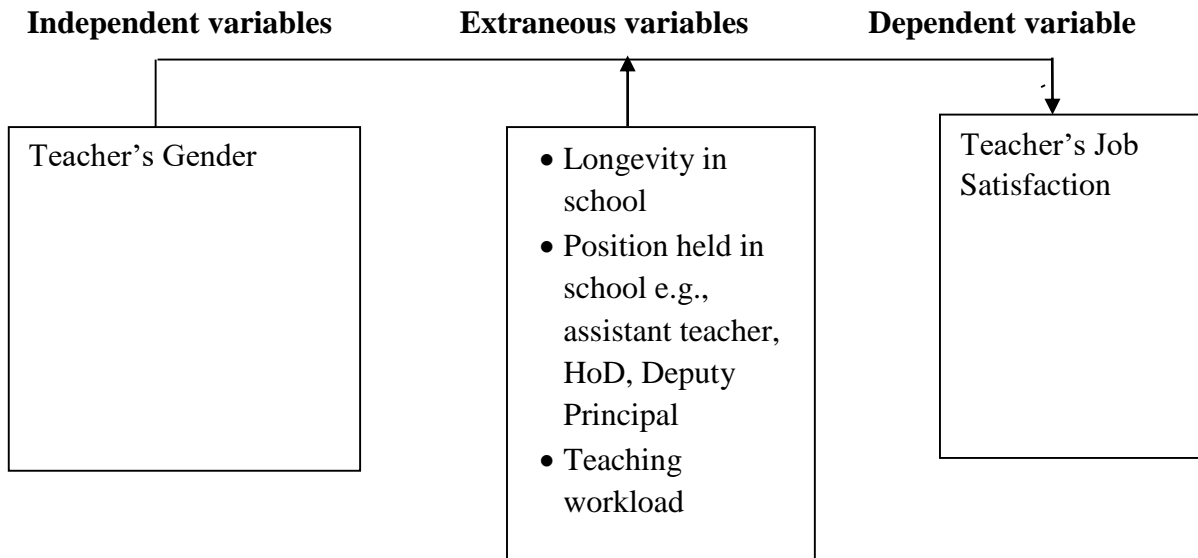 Independent variables
Extraneous variables
Dependent variable
Teacher’s Gender
• Longevity in
school
• Position held in
school e.g.,
assistant teacher,
HoD, Deputy
Principal
• Teaching
workload
Teacher’s Job
Satisfaction